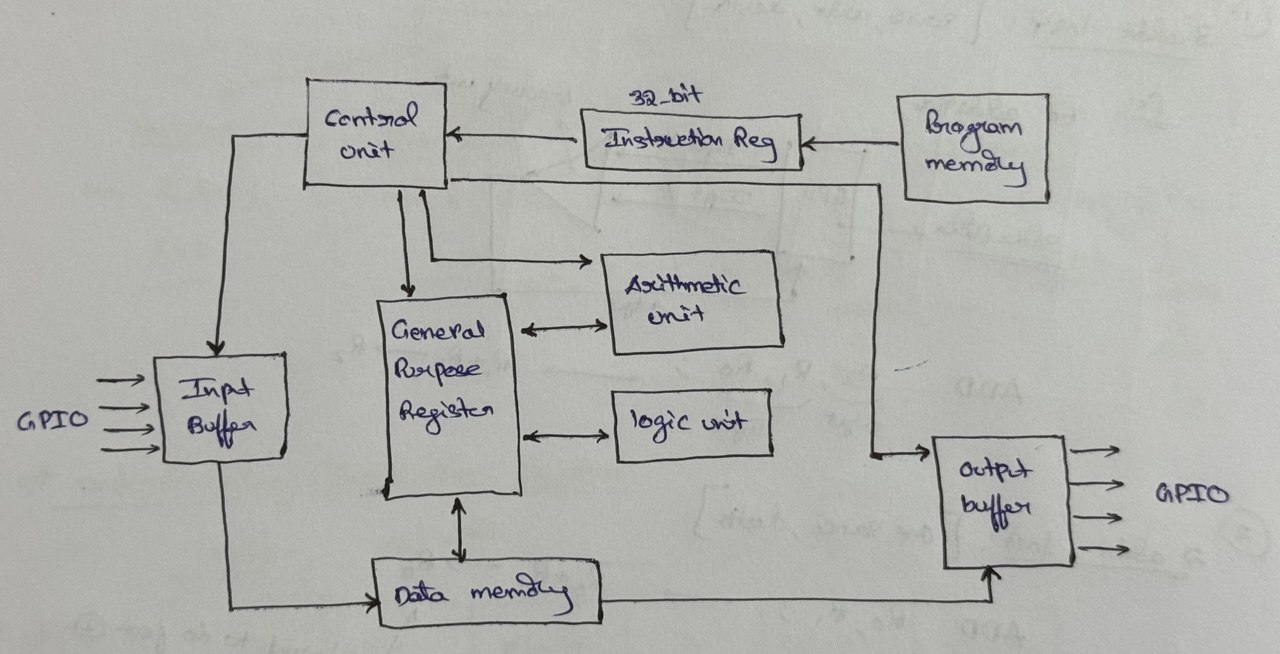 32-bit
Control
unit
Instruction Reg
Program
memory
Arithmetic
unit
General
Purpose
Register
Input
Buffer
GPIO
logic unit
Output
buffer
GPIO
Data memory